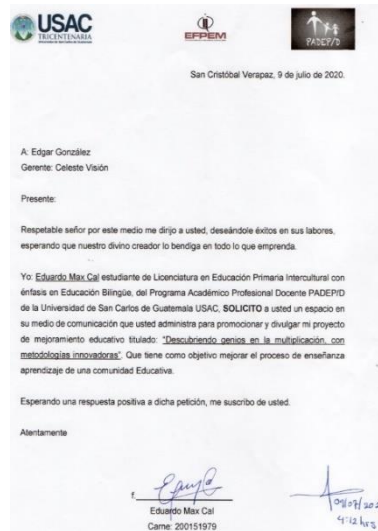 USAC
TRICENTENARIA
Universidad de San Carlos de Guatemala
EFPEM
PADEP/D
San Cristóbal Verapaz, 9 de julio de 2020.
A: Edgar González
Gerente: Celeste Visión
Presente:
Respetable señor por este medio me dirijo a usted, deseándole éxitos en sus labores,
esperando que nuestro divino creador lo bendiga en todo lo que emprenda.
Yo: Eduardo Max Cal estudiante de Licenciatura en Educación Primaria Intercultural con
énfasis en Educación Bilingüe, del Programa Académico Profesional Docente PADEP/D
de la Universidad de San Carlos de Guatemala USAC, SOLICITO a usted un espacio en
su medio de comunicación que usted administra para promocionar y divulgar mi proyecto
de mejoramiento educativo titulado: "Descubriendo genios en la multiplicación, con
metodologías innovadoras". Que tiene como objetivo mejorar el proceso de enseñanza
aprendizaje de una comunidad Educativa.
Esperando una respuesta positiva a dicha petición, me suscribo de usted.
Atentamente
f.
Eduardo Max Cal
Carne: 200151979
4:12 hrs